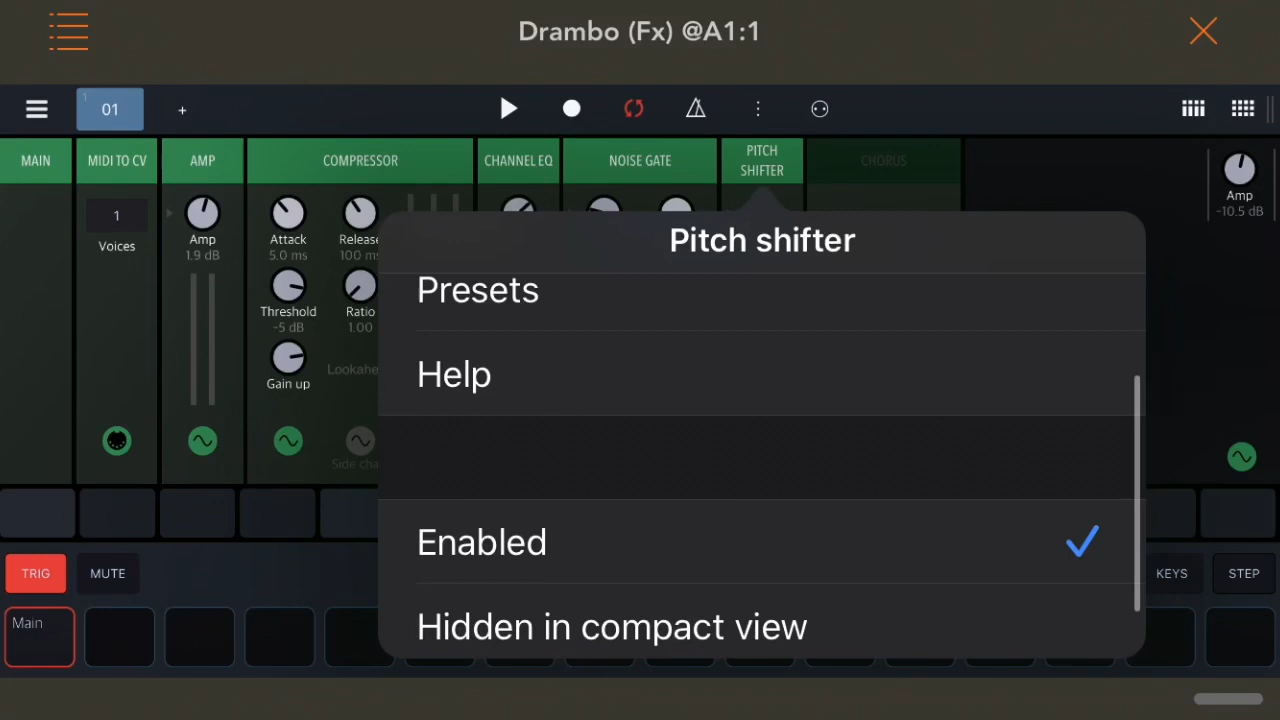 Drambo (Fx) @A1:1
1
01
+
MAIN
MIDI TO CV
AMP
COMPRESSOR
CHANNEL EQ
NOISE GATE
PITCH
SHIFTER
CHORUS
1
Voices
Amp
1.9 dB
Attack
5.0 ms
Release
100 ms
Threshold
-5 dB
Ratio
1.00
Gain up
Lookahe
Side cha
Amp
-10.5 dB
Pitch shifter
Presets
Help
Enabled
Hidden in compact view
TRIG
MUTE
KEYS
STEP
Main